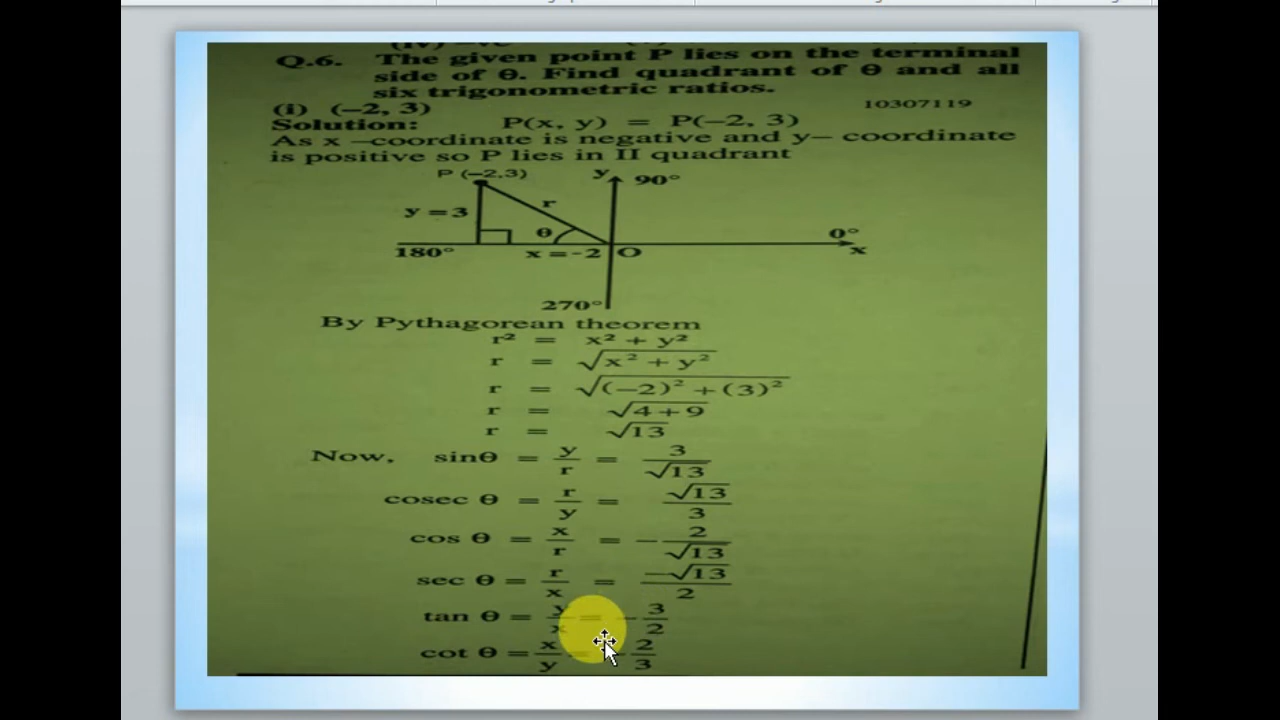 Q.6. The given point P lies on the terminal
side of θ. Find quadrant of θ and all
six trigonometric ratios.
(i) (−2, 3) 10307119
Solution: P(x, y) = P(−2, 3)
As x −coordinate is negative and y− coordinate
is positive so P lies in II quadrant
P (−2,3) y 90°
y = 3 r
θ 0°
180° x = -2 O x
270°
By Pythagorean theorem
r² = x² + y²
r = √(x² + y²)
r = √((−2)² + (3)²)
r = √(4 + 9)
r = √13
Now, sinθ = y/r = 3/√13
cosec θ = r/y = √13/3
cos θ = x/r = −2/√13
sec θ = r/x = −√13/2
tan θ = y/x = −3/2
cot θ = x/y = −2/3